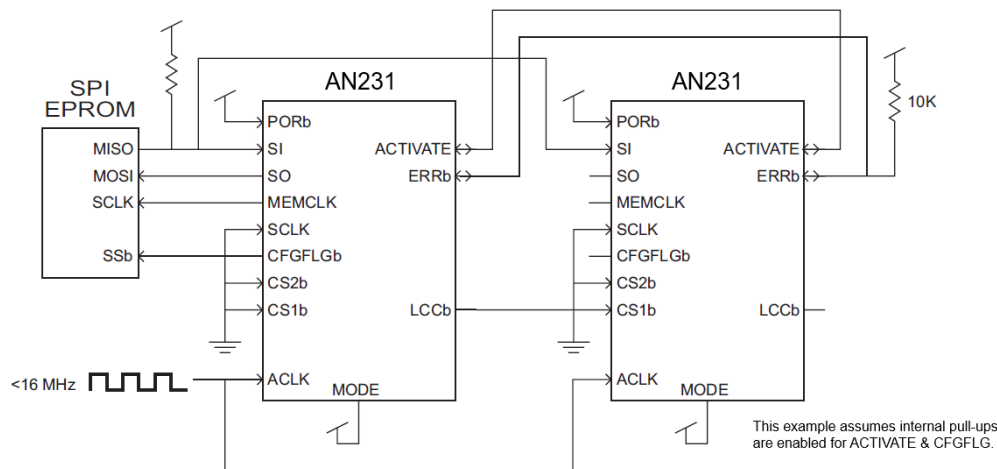 SPI
EPROM
MISO
MOSI
SCLK
SSb
AN231
PORb
SI
SO
MEMCLK
SCLK
CFGFLGb
CS2b
CS1b
ACLK
ACTIVATE
ERRb
LCCb
MODE
AN231
PORb
SI
SO
MEMCLK
SCLK
CFGFLGb
CS2b
CS1b
ACLK
ACTIVATE
ERRb
LCCb
MODE
10K
<16 MHz
This example assumes internal pull-ups
are enabled for ACTIVATE & CFGFLG.